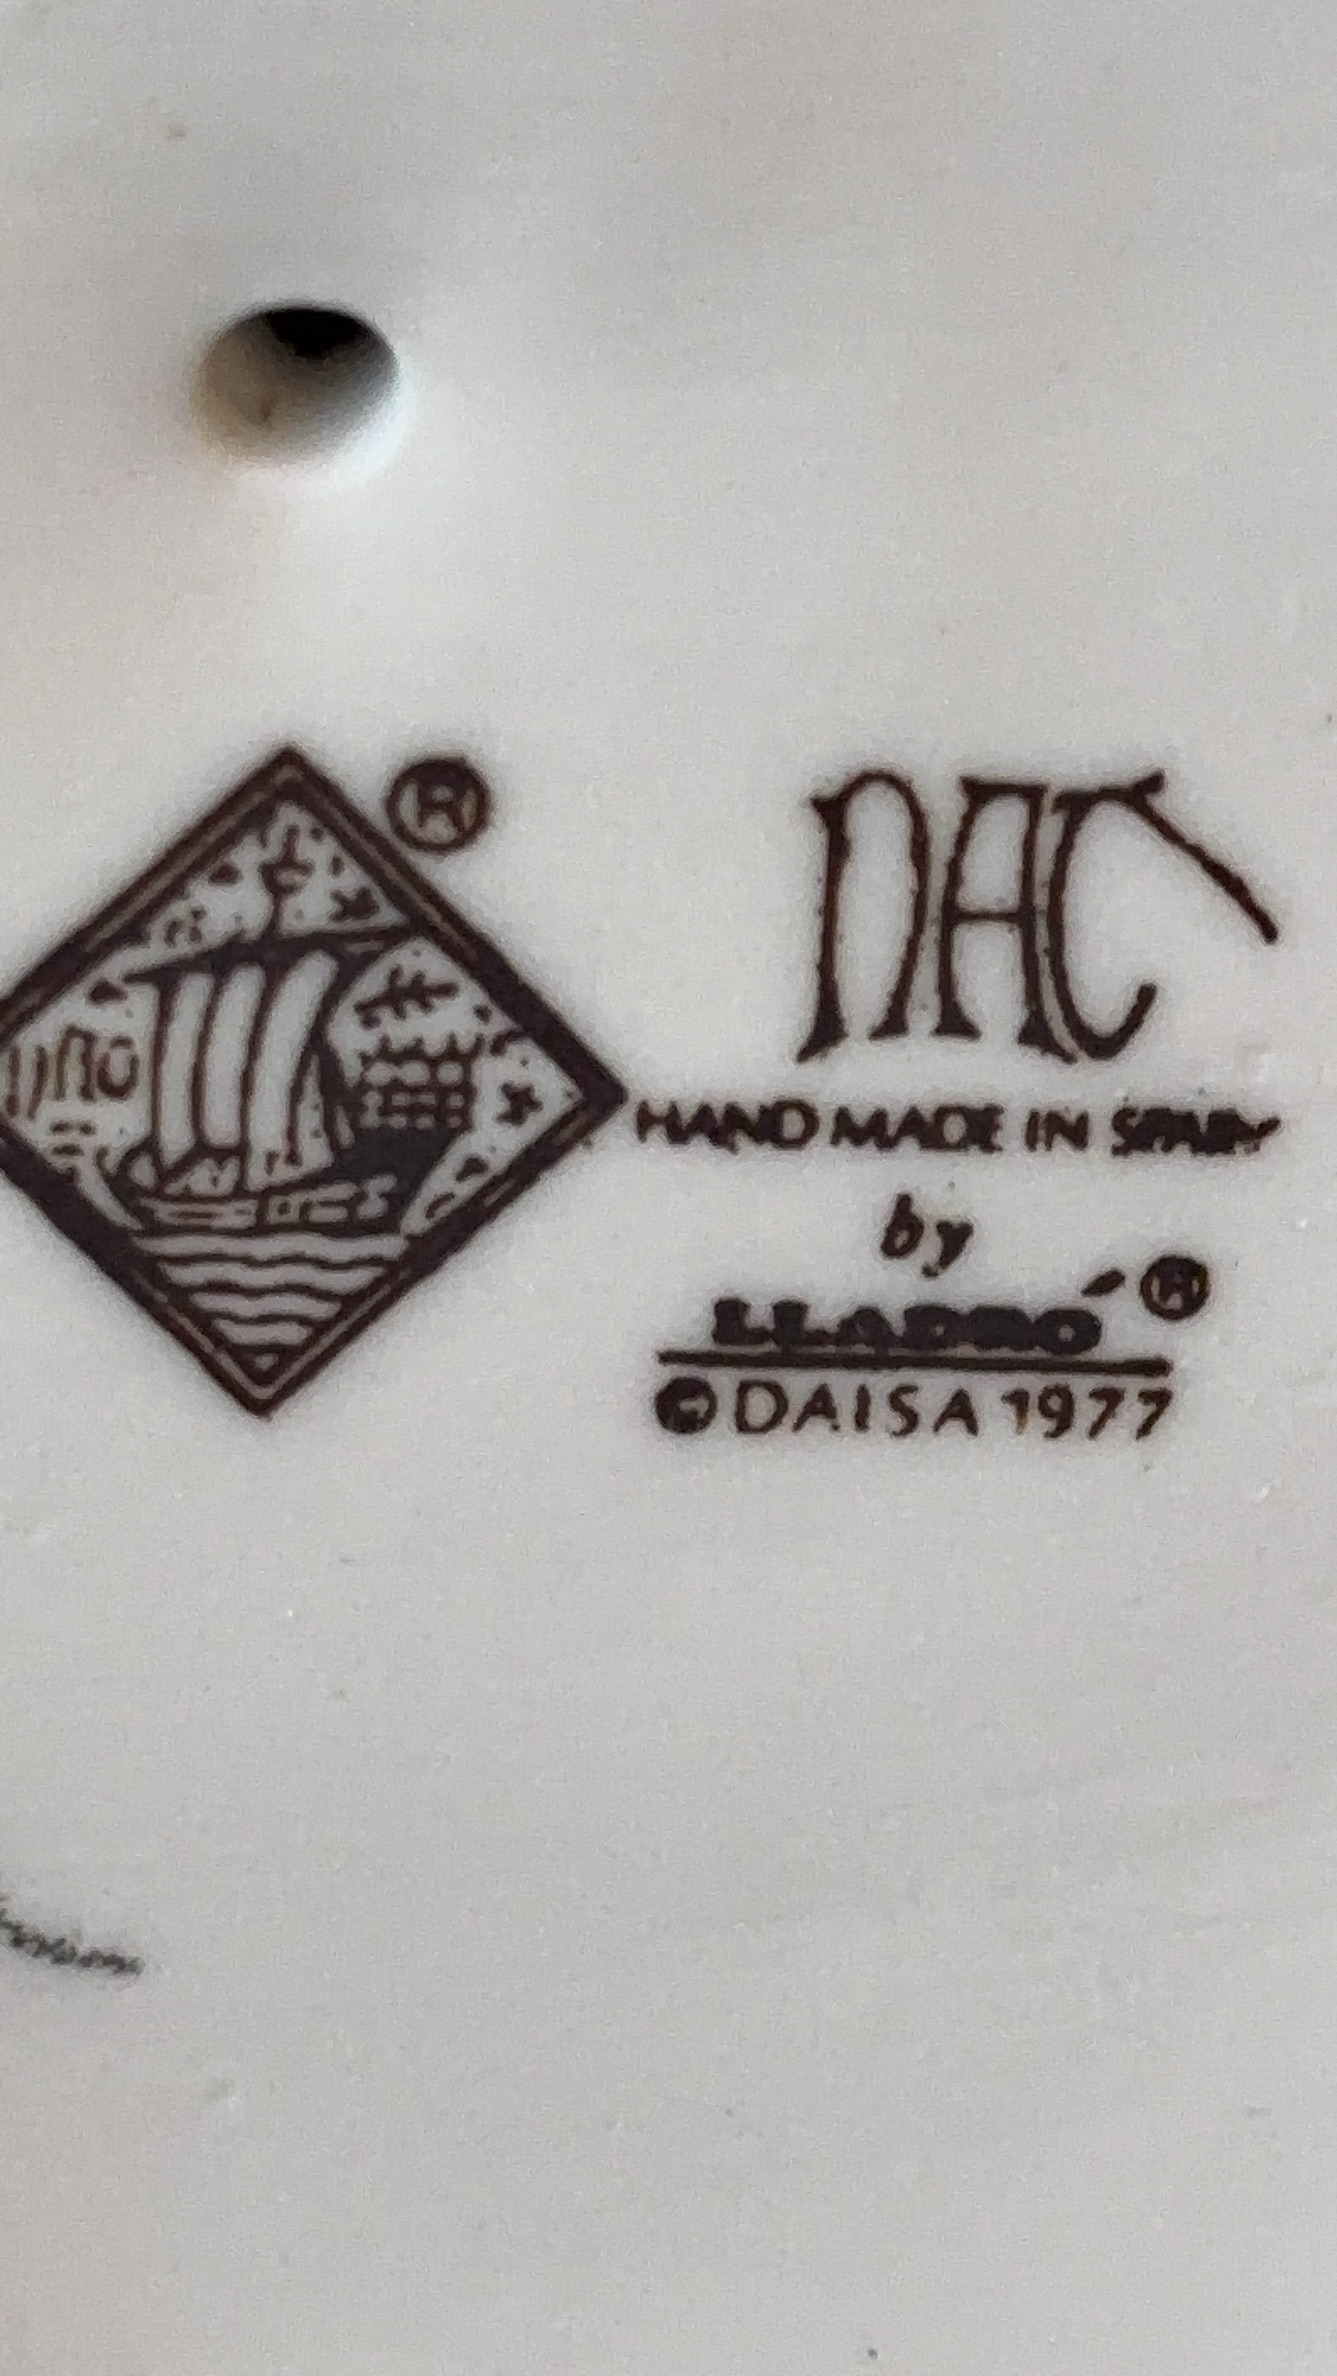 ®
NAO
HAND MADE IN SPAIN
by
LLADRÓ®
© DAISA 1977